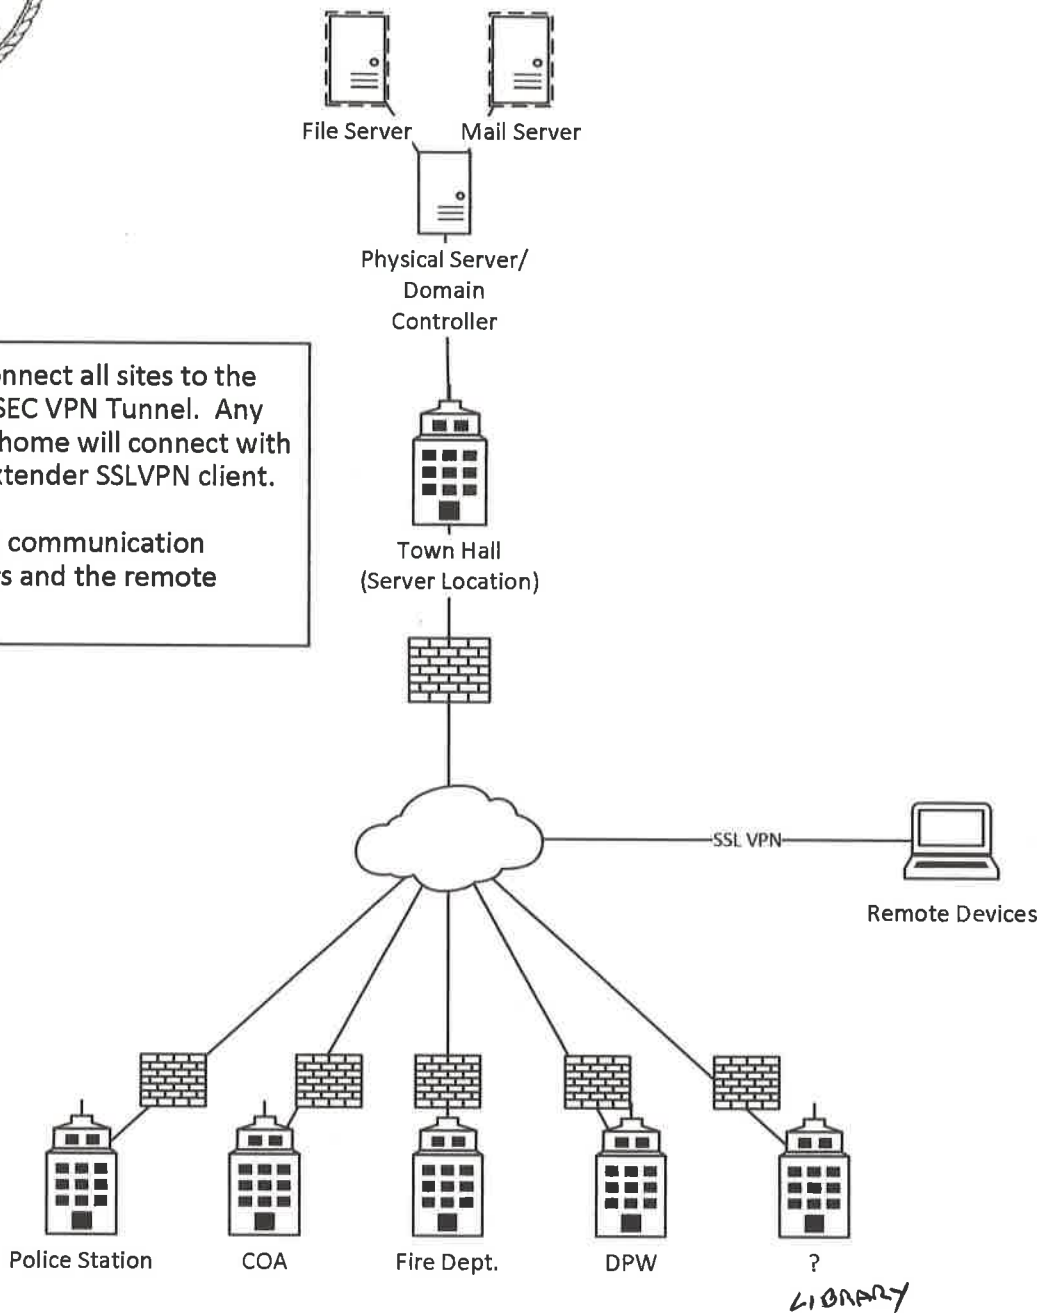 File Server
Mail Server
Physical Server/
Domain
Controller
nnect all sites to the
SEC VPN Tunnel. Any
home will connect with
tender SSLVPN client.
communication
s and the remote
Town Hall
(Server Location)
SSL VPN
Remote Devices
Police Station
COA
Fire Dept.
DPW
?
LIBRARY